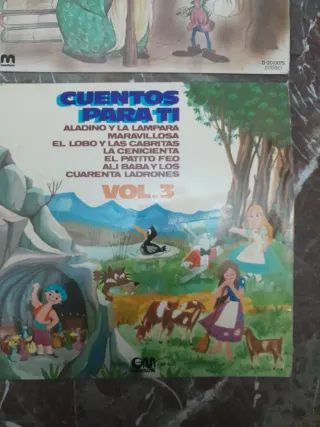 CUENTOS
PARA TI
ALADINO Y LA LAMPARA
MARAVILLOSA
EL LOBO Y LAS CABRITAS
LA CENICIENTA
EL PATITO FEO
ALI BABA Y LOS
CUARENTA LADRONES
VOL. 3
GM